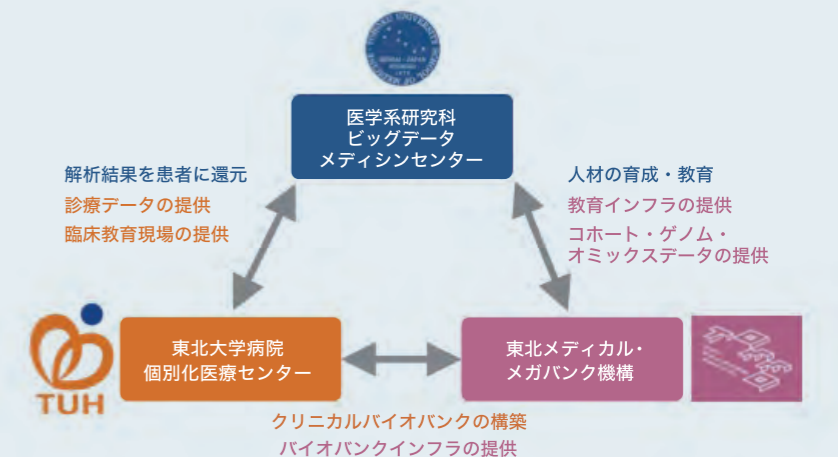 TOHOKU UNIVERSITY SCHOOL OF MEDICINE
医学系研究科
ビッグデータ
メディシンセンター
解析結果を患者に還元
診療データの提供
臨床教育現場の提供
人材の育成・教育
教育インフラの提供
コホート・ゲノム・
オミックスデータの提供
TUH
東北大学病院
個別化医療センター
東北メディカル・
メガバンク機構
クリニカルバイオバンクの構築
バイオバンクインフラの提供